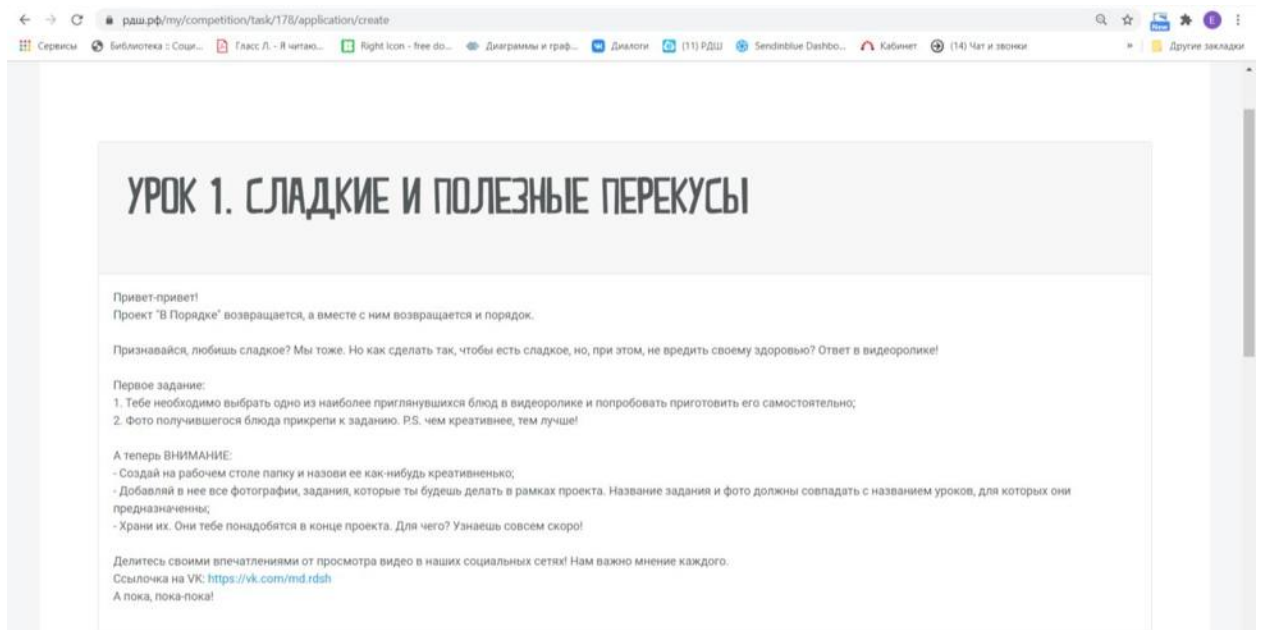 рдш.рф/my/competition/task/178/application/create
New
E
Сервисы
Библиотека :: Соци...
Гласс Л. - Я читаю...
Right Icon - free do...
Диаграммы и граф...
Диалоги
(11) РДШ
Sendinblue Dashbo...
Кабинет
(14) Чат и звонки
»
Другие закладки
УРОК 1. СЛАДКИЕ И ПОЛЕЗНЫЕ ПЕРЕКУСЫ
Привет-привет!
Проект "В Порядке" возвращается, а вместе с ним возвращается и порядок.
Признавайся, любишь сладкое? Мы тоже. Но как сделать так, чтобы есть сладкое, но, при этом, не вредить своему здоровью? Ответ в видеоролике!
Первое задание:
1. Тебе необходимо выбрать одно из наиболее приглянувшихся блюд в видеоролике и попробовать приготовить его самостоятельно;
2. Фото получившегося блюда прикрепи к заданию. P.S. чем креативнее, тем лучше!
А теперь ВНИМАНИЕ:
- Создай на рабочем столе папку и назови ее как-нибудь креативненько;
- Добавляй в нее все фотографии, задания, которые ты будешь делать в рамках проекта. Название задания и фото должны совпадать с названием уроков, для которых они
предназначенны;
- Храни их. Они тебе понадобятся в конце проекта. Для чего? Узнаешь совсем скоро!
Делитесь своими впечатлениями от просмотра видео в наших социальных сетях! Нам важно мнение каждого.
Ссылочка на VK: https://vk.com/md.rdsh
А пока, пока-пока!